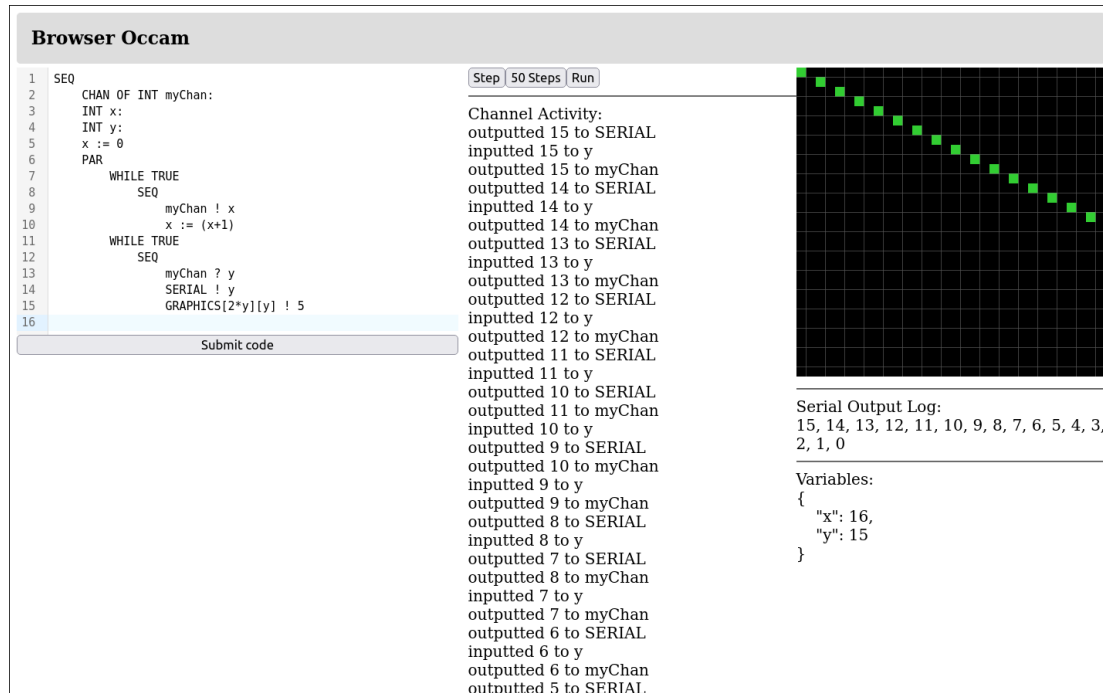 Browser Occam
1 SEQ
2     CHAN OF INT myChan:
3     INT x:
4     INT y:
5     x := 0
6     PAR
7         WHILE TRUE
8             SEQ
9                 myChan ! x
10                 x := (x+1)
11         WHILE TRUE
12             SEQ
13                 myChan ? y
14                 SERIAL ! y
15                 GRAPHICS[2*y][y] ! 5
16
Submit code
Step 50 Steps Run
Channel Activity:
outputted 15 to SERIAL
inputted 15 to y
outputted 15 to myChan
outputted 14 to SERIAL
inputted 14 to y
outputted 14 to myChan
outputted 13 to SERIAL
inputted 13 to y
outputted 13 to myChan
outputted 12 to SERIAL
inputted 12 to y
outputted 12 to myChan
outputted 11 to SERIAL
inputted 11 to y
outputted 10 to SERIAL
outputted 11 to myChan
inputted 10 to y
outputted 9 to SERIAL
outputted 10 to myChan
inputted 9 to y
outputted 9 to myChan
outputted 8 to SERIAL
inputted 8 to y
outputted 7 to SERIAL
outputted 8 to myChan
inputted 7 to y
outputted 7 to myChan
outputted 6 to SERIAL
inputted 6 to y
outputted 6 to myChan
outputted 5 to SERIAL
Serial Output Log:
15, 14, 13, 12, 11, 10, 9, 8, 7, 6, 5, 4, 3,
2, 1, 0
Variables:
{
    "x": 16,
    "y": 15
}